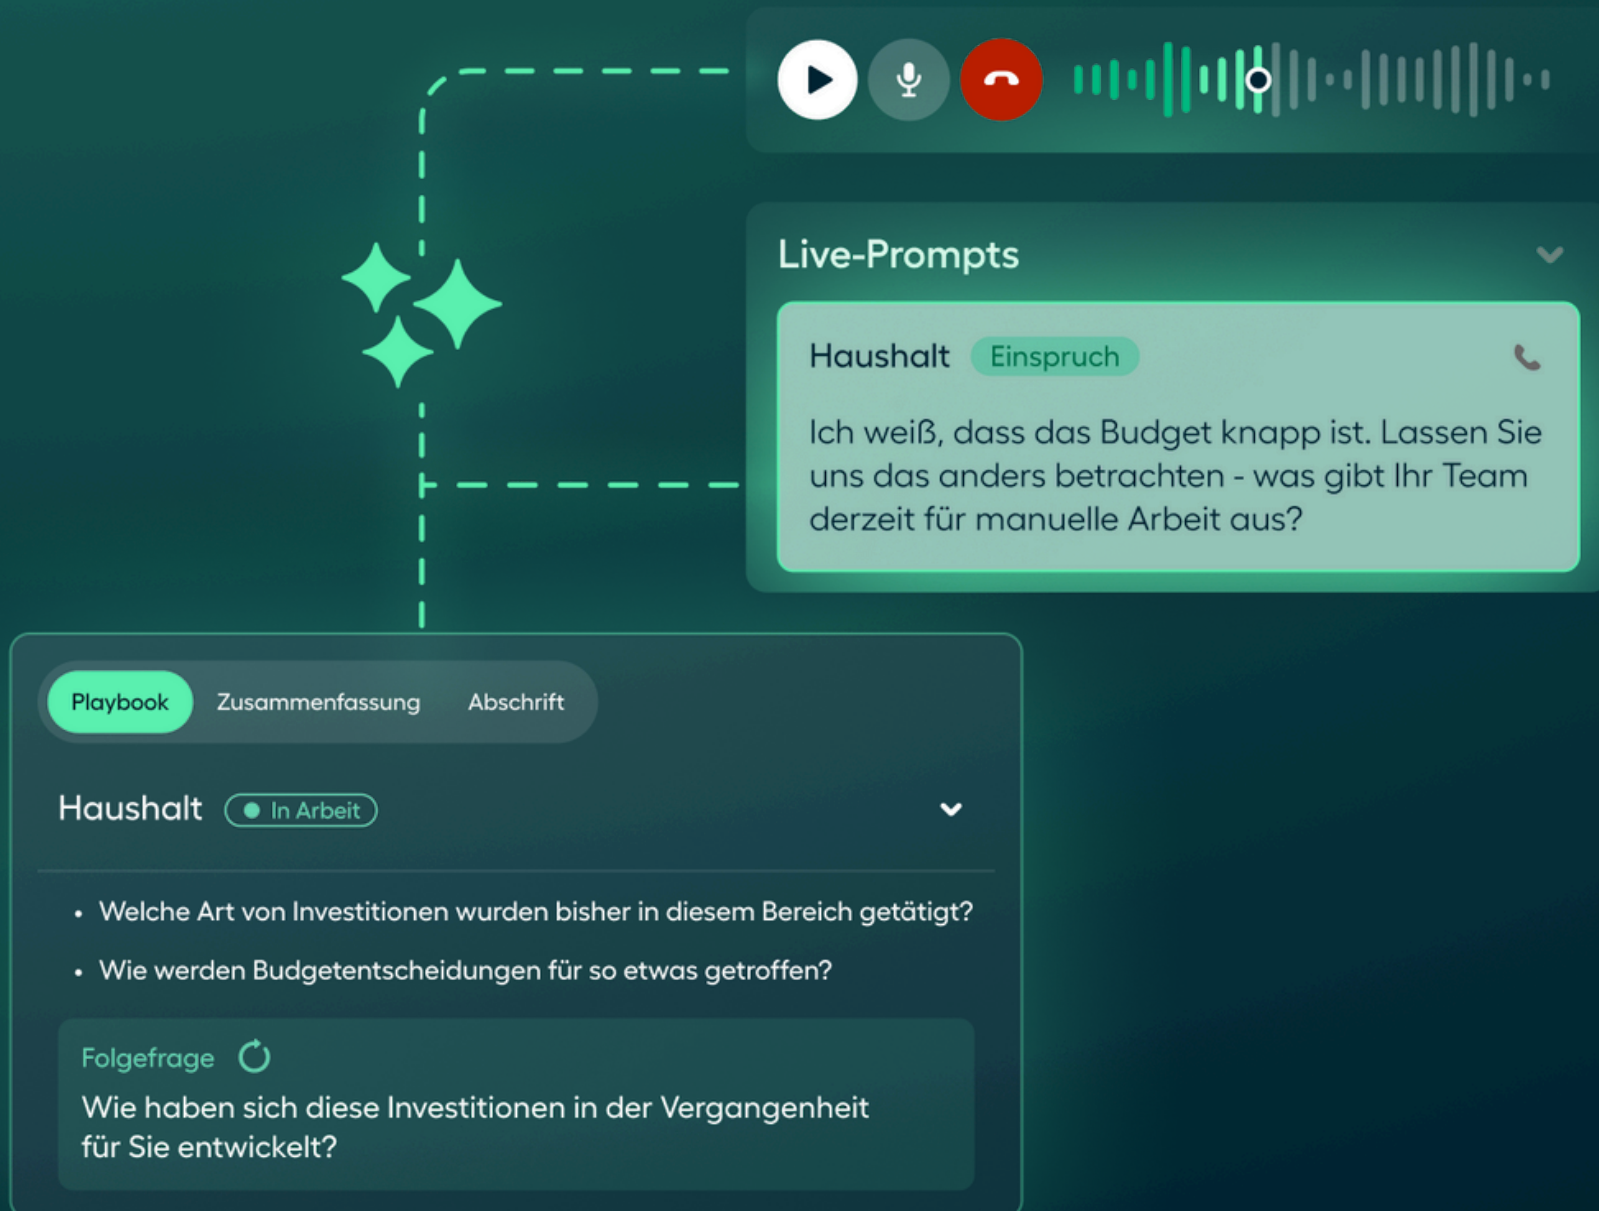 Live-Prompts
Haushalt Einspruch
Ich weiß, dass das Budget knapp ist. Lassen Sie
uns das anders betrachten - was gibt Ihr Team
derzeit für manuelle Arbeit aus?
Playbook Zusammenfassung Abschrift
Haushalt In Arbeit
• Welche Art von Investitionen wurden bisher in diesem Bereich getätigt?
• Wie werden Budgetentscheidungen für so etwas getroffen?
Folgefrage
Wie haben sich diese Investitionen in der Vergangenheit
für Sie entwickelt?